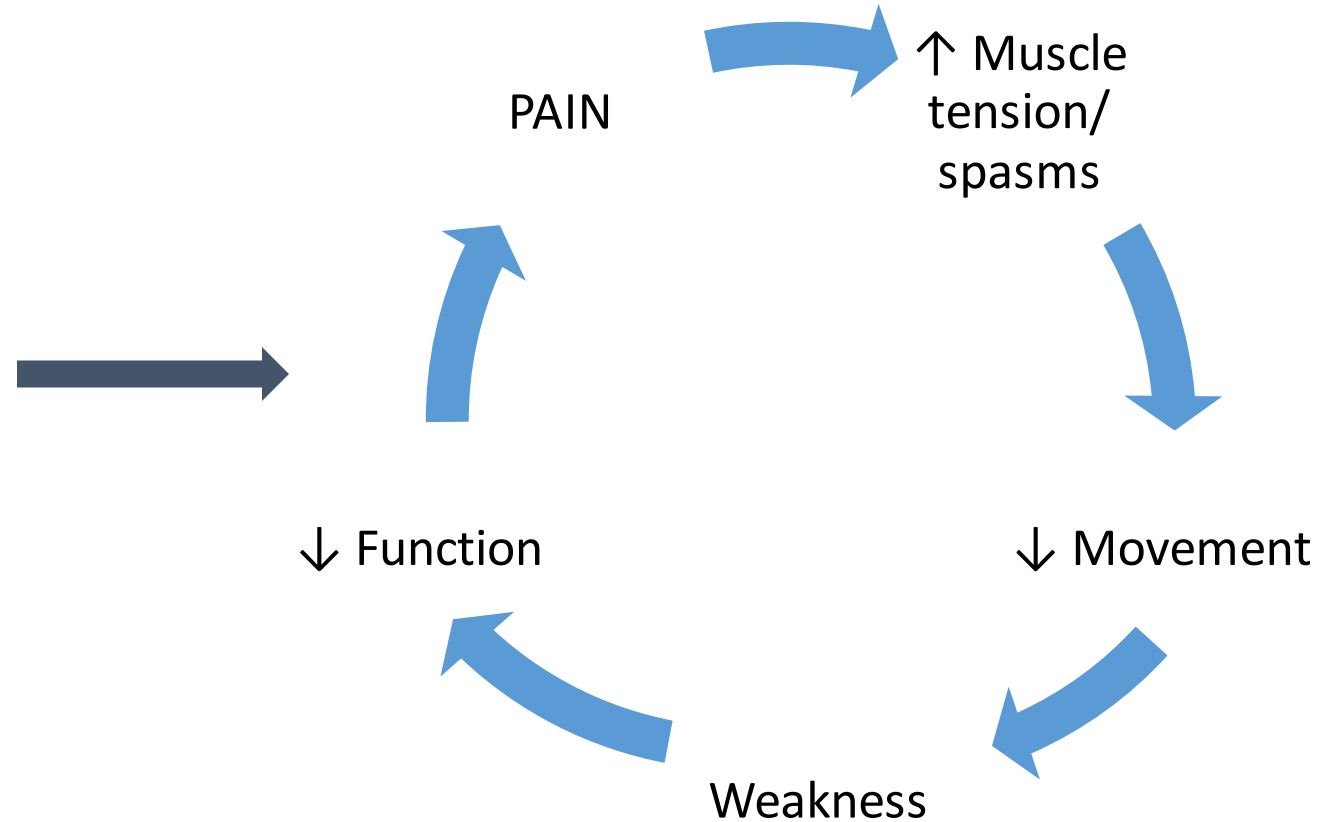 PAIN
↑ Muscle
tension/
spasms
↓ Movement
Weakness
↓ Function